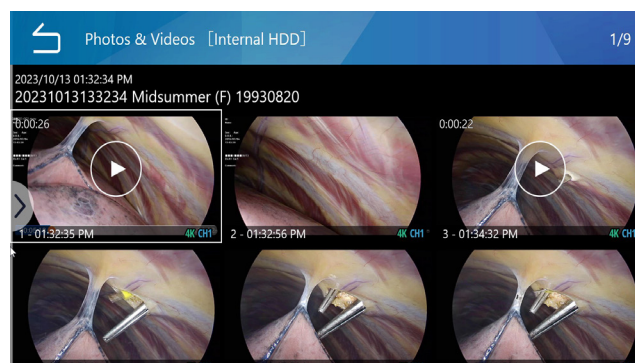 Photos & Videos [Internal HDD] 1/9
2023/10/13 01:32:34 PM
20231013133234 Midsummer (F) 19930820
0:00:26
0:00:22
1 - 01:32:35 PM 4K CH1
2 - 01:32:56 PM 4K CH1
3 - 01:34:32 PM 4K CH1